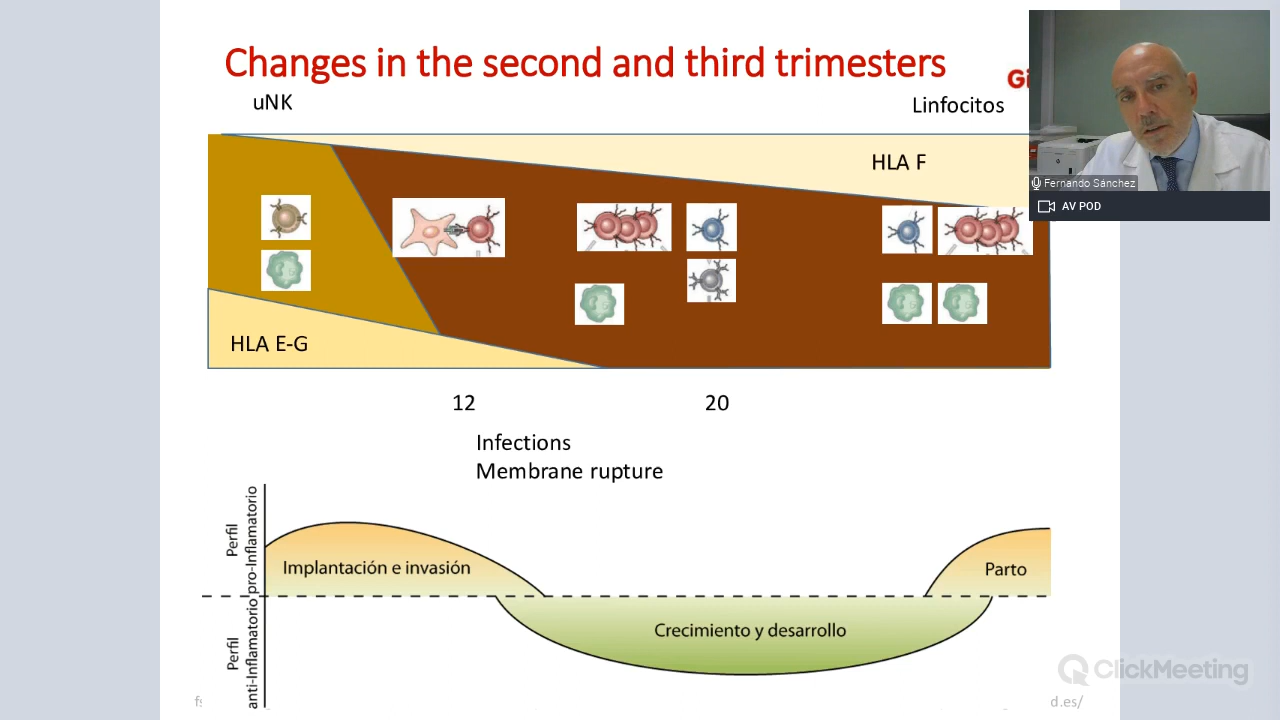 Changes in the second and third trimesters
uNK
Linfocitos
HLA F
Fernando Sánchez
AV POD
HLA E-G
12
20
Infections
Membrane rupture
Perfil
pro-Inflamatorio
Implantación e invasión
Parto
Perfil
anti-Inflamatorio
Crecimiento y desarrollo
ClickMeeting
d.es/